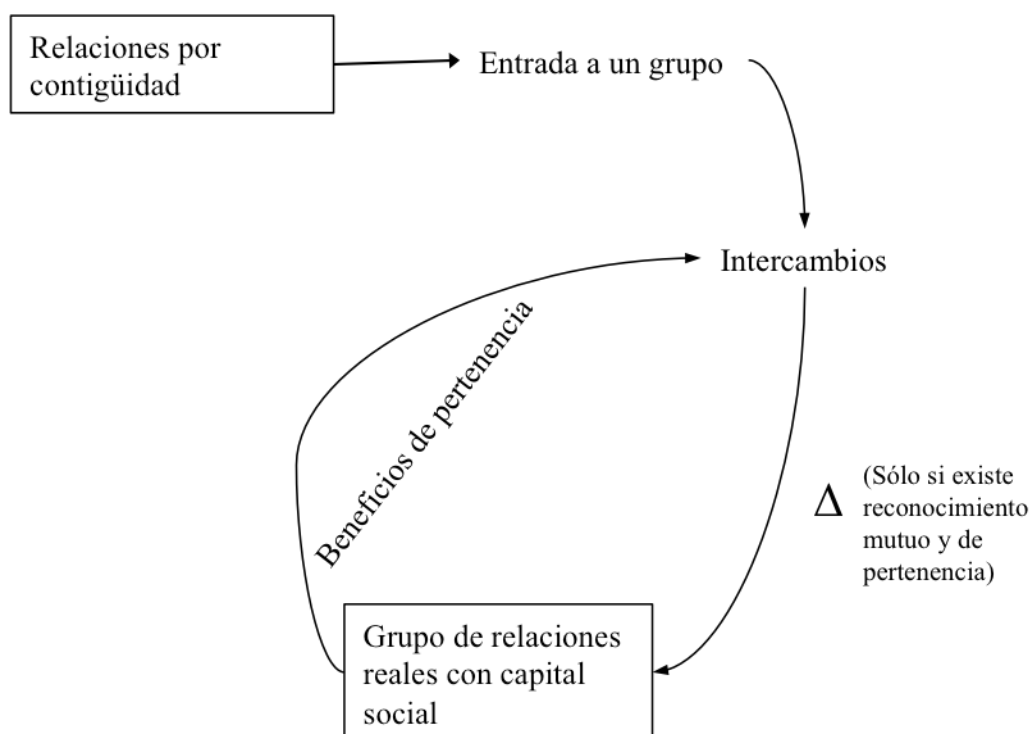 Relaciones por
contigüidad
Entrada a un grupo
Intercambios
Beneficios de pertenencia
Δ
(Sólo si existe
reconocimiento
mutuo y de
pertenencia)
Grupo de relaciones
reales con capital
social